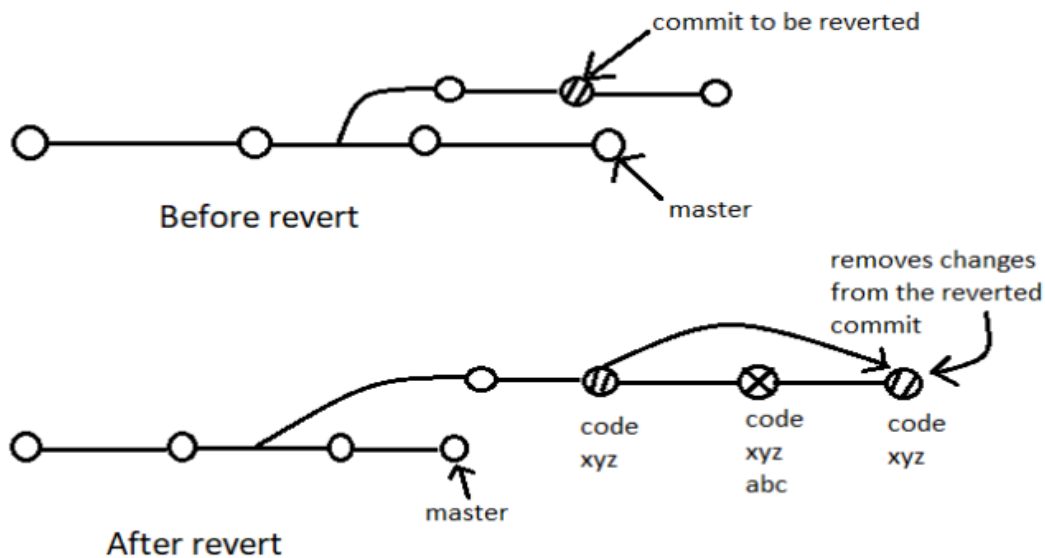 commit to be reverted
master
Before revert
removes changes
from the reverted
commit
code
xyz
code
xyz
abc
code
xyz
master
After revert